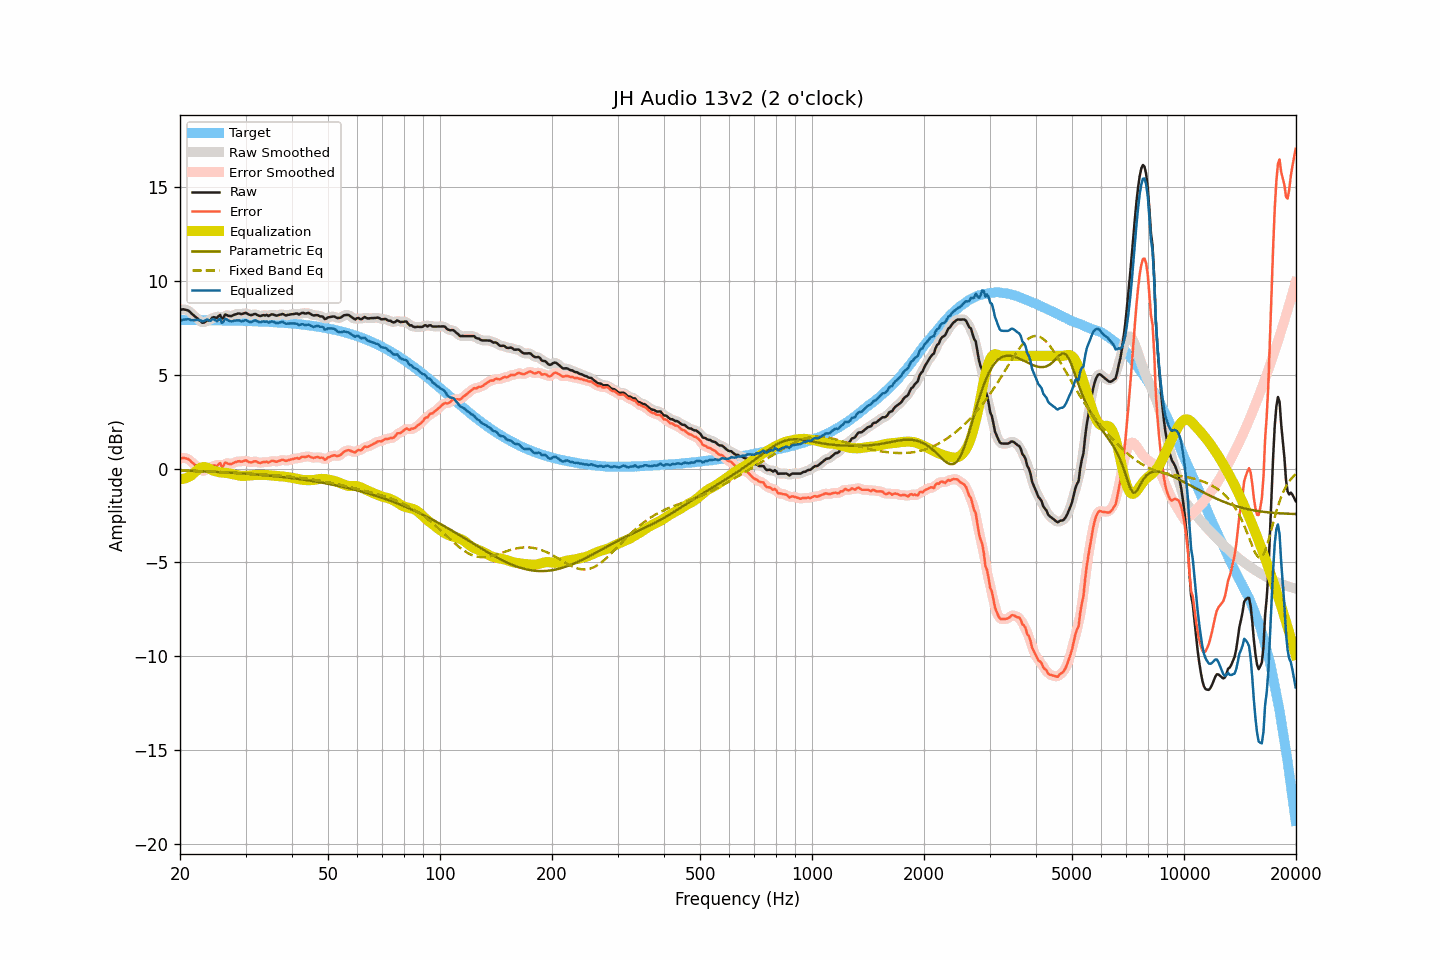 JH Audio 13v2 (2 o'clock)
Target
Raw Smoothed
Error Smoothed
Raw
Error
Equalization
Parametric Eq
Fixed Band Eq
Equalized
Amplitude (dBr)
15
10
5
0
−5
−10
−15
−20
20 50 100 200 500 1000 2000 5000 10000 20000
Frequency (Hz)